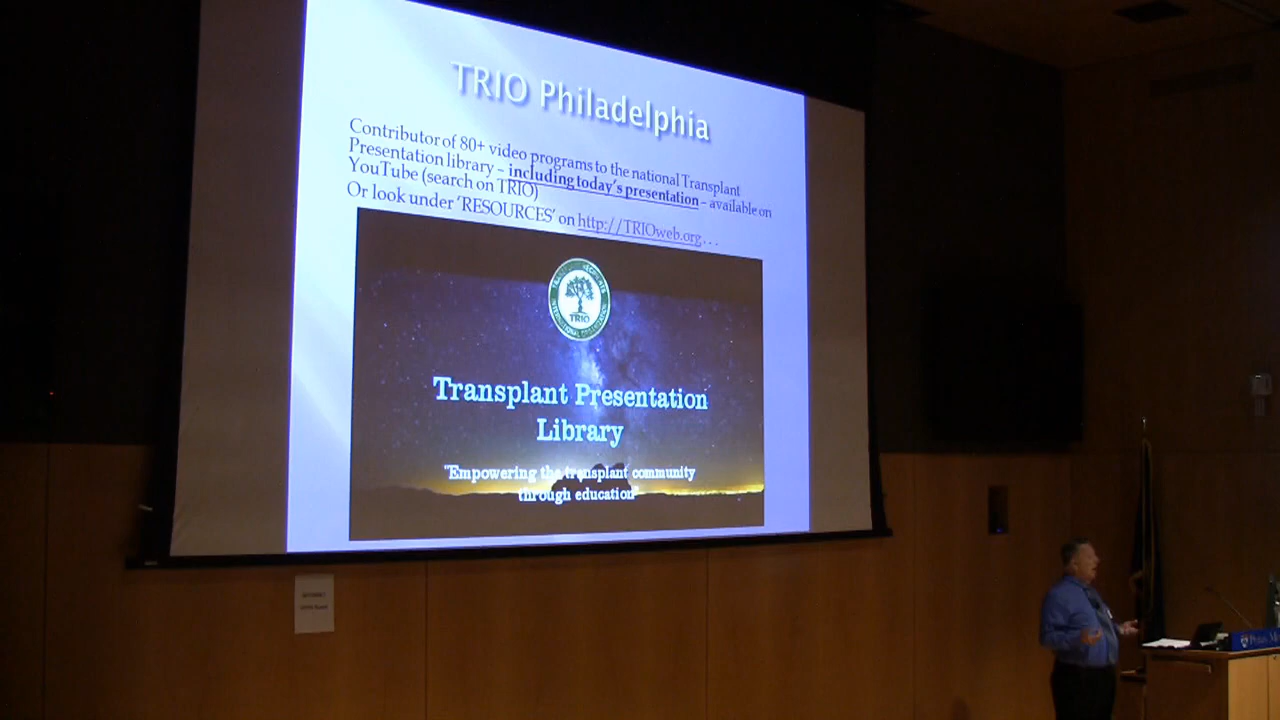 TRIO Philadelphia
Contributor of 80+ video programs to the national Transplant
Presentation library – including today's presentation – available on
YouTube (search on TRIO)
Or look under 'RESOURCES' on http://TRIOweb.org...
TRIO
Transplant Presentation
Library
"Empowering the transplant community
through education"